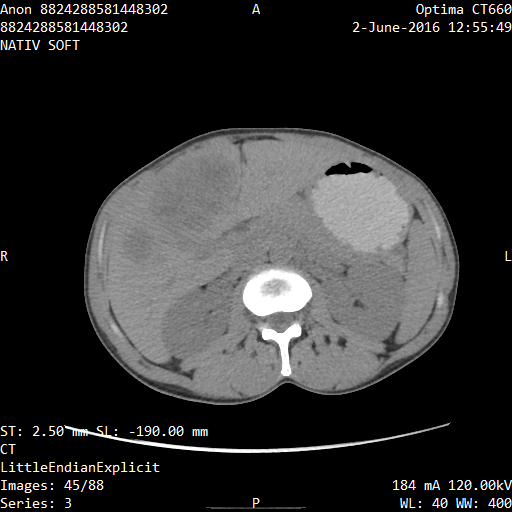 Anon 8824288581448302
A
Optima CT660
8824288581448302
2-June-2016 12:55:49
NATIV SOFT
R
L
ST: 2.50 mm SL: -190.00 mm
CT
LittleEndianExplicit
Images: 45/88
184 mA 120.00kV
Series: 3
P
WL: 40 WW: 400